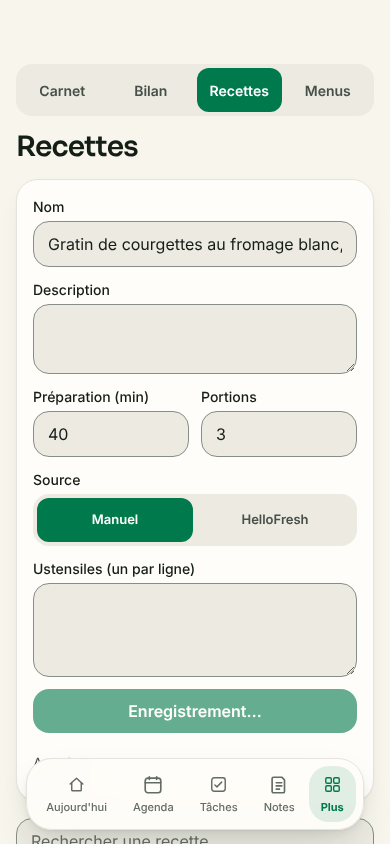 Carnet
Bilan
Recettes
Menus
Recettes
Nom
Gratin de courgettes au fromage blanc,
Description
Préparation (min)
Portions
40
3
Source
Manuel
HelloFresh
Ustensiles (un par ligne)
Enregistrement...
Aujourd'hui
Agenda
Tâches
Notes
Plus
Rechercher une recette